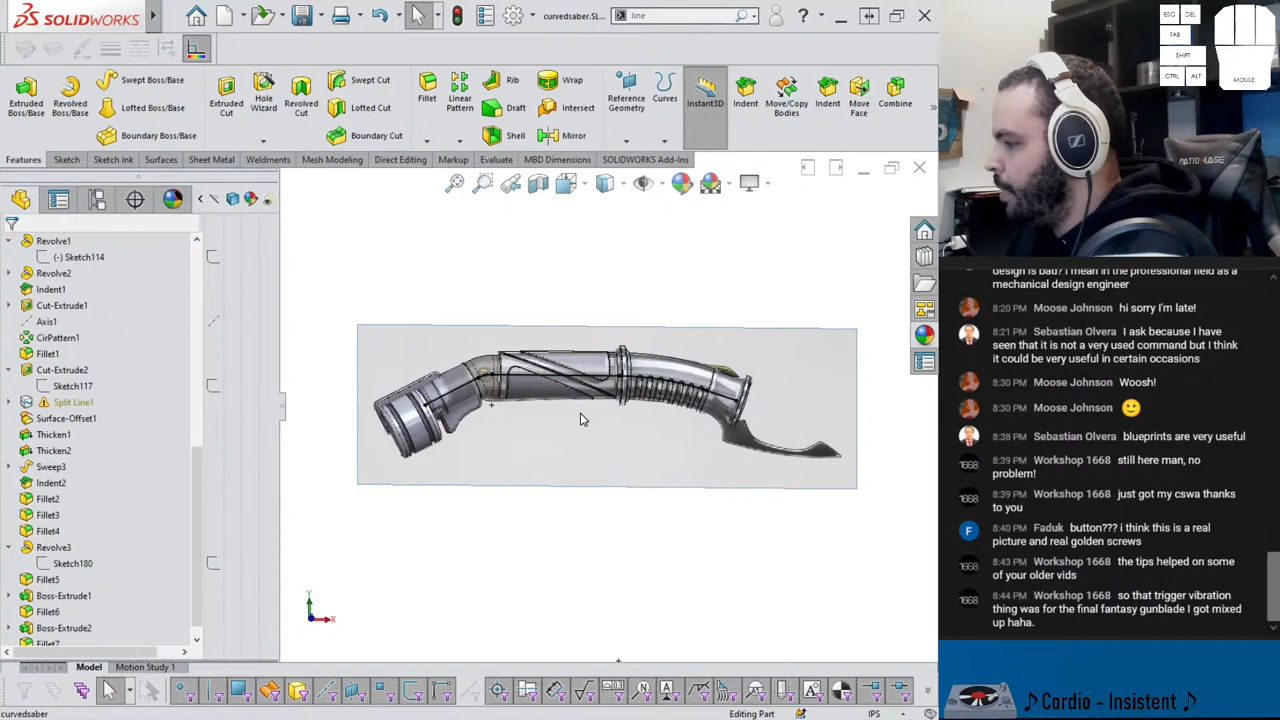 SOLIDWORKS
curvedsaber.SL...
line
ESC
DEL
TAB
SHIFT
CTRL
ALT
MOUSE
Extruded Boss/Base
Revolved Boss/Base
Swept Boss/Base
Lofted Boss/Base
Boundary Boss/Base
Extruded Cut
Hole Wizard
Revolved Cut
Swept Cut
Lofted Cut
Boundary Cut
Fillet
Linear Pattern
Rib
Draft
Shell
Wrap
Intersect
Mirror
Reference Geometry
Curves
Instant3D
Indent
Move/Copy Bodies
Indent
Move Face
Combine
Features
Sketch
Sketch Ink
Surfaces
Sheet Metal
Weldments
Mesh Modeling
Direct Editing
Markup
Evaluate
MBD Dimensions
SOLIDWORKS Add-Ins
Revolve1
(-) Sketch114
Revolve2
Indent1
Cut-Extrude1
Axis1
CirPattern1
Fillet1
Cut-Extrude2
Sketch117
Split Line1
Surface-Offset1
Thicken1
Thicken2
Sweep3
Indent2
Fillet2
Fillet3
Fillet4
Revolve3
Sketch180
Fillet5
Boss-Extrude1
Fillet6
Boss-Extrude2
Fillet7
Y
X
Model
Motion Study 1
curvedsaber
Editing Part
IPS
design is bad? I mean in the professional field as a
mechanical design engineer
8:20 PM Moose Johnson hi sorry I'm late!
8:21 PM Sebastian Olvera I ask because I have
seen that it is not a very used command but I think
it could be very useful in certain occasions
8:30 PM Moose Johnson Woosh!
8:30 PM Moose Johnson
8:38 PM Sebastian Olvera blueprints are very useful
8:39 PM Workshop 1668 still here man, no
problem!
8:39 PM Workshop 1668 just got my cswa thanks
to you
8:40 PM Faduk button??? i think this is a real
picture and real golden screws
8:43 PM Workshop 1668 the tips helped on some
of your older vids
8:44 PM Workshop 1668 so that trigger vibration
thing was for the final fantasy gunblade I got mixed
up haha.
1668
1668
F
1668
1668
♪ Cordio - Insistent ♪